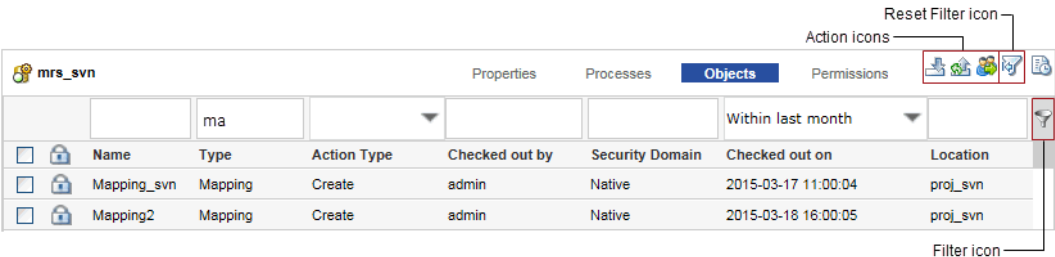 Reset Filter icon
Action icons
mrs_svn Properties Processes Objects Permissions
ma Within last month
Name Type Action Type Checked out by Security Domain Checked out on Location
Mapping_svn Mapping Create admin Native 2015-03-17 11:00:04 proj_svn
Mapping2 Mapping Create admin Native 2015-03-18 16:00:05 proj_svn
Filter icon